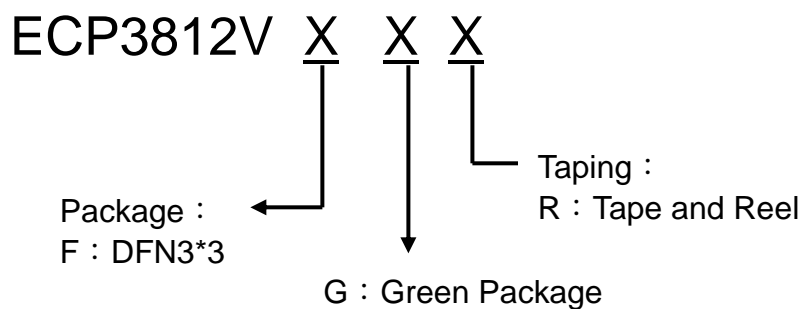 ECP3812V X X X
Taping：
R：Tape and Reel
Package：
F：DFN3*3
G：Green Package